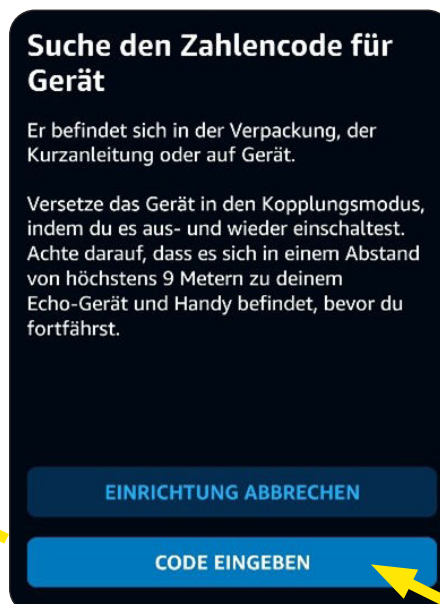 Suche den Zahlencode für
Gerät
Er befindet sich in der Verpackung, der
Kurzanleitung oder auf Gerät.
Versetze das Gerät in den Kopplungsmodus,
indem du es aus- und wieder einschaltest.
Achte darauf, dass es sich in einem Abstand
von höchstens 9 Metern zu deinem
Echo-Gerät und Handy befindet, bevor du
fortfährst.
EINRICHTUNG ABBRECHEN
CODE EINGEBEN